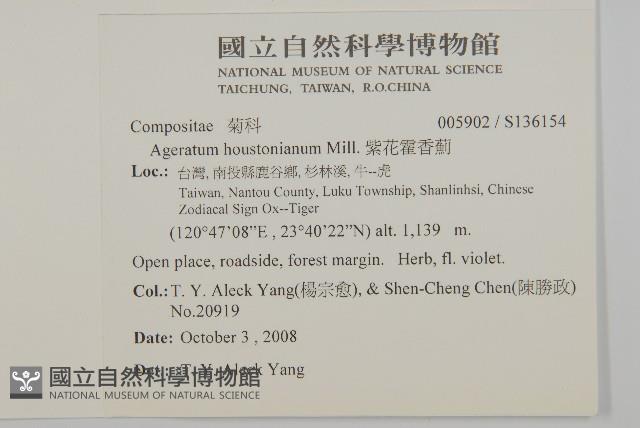 國立自然科學博物館
NATIONAL MUSEUM OF NATURAL SCIENCE
TAICHUNG, TAIWAN, R.O.CHINA
Compositae 菊科 005902 / S136154
Ageratum houstonianum Mill. 紫花霍香薊
Loc.: 台灣, 南投縣鹿谷鄉, 杉林溪, 牛--虎
Taiwan, Nantou County, Luku Township, Shanlinhsi, Chinese
Zodiacal Sign Ox--Tiger
(120°47'08”E , 23°40'22”N) alt. 1,139 m.
Open place, roadside, forest margin. Herb, fl. violet.
Col.: T. Y. Aleck Yang(楊宗愈), & Shen-Cheng Chen(陳勝政)
No.20919
Date: October 3 , 2008
Det.: T. Y. Aleck Yang
國立自然科學博物館
NATIONAL MUSEUM OF NATURAL SCIENCE